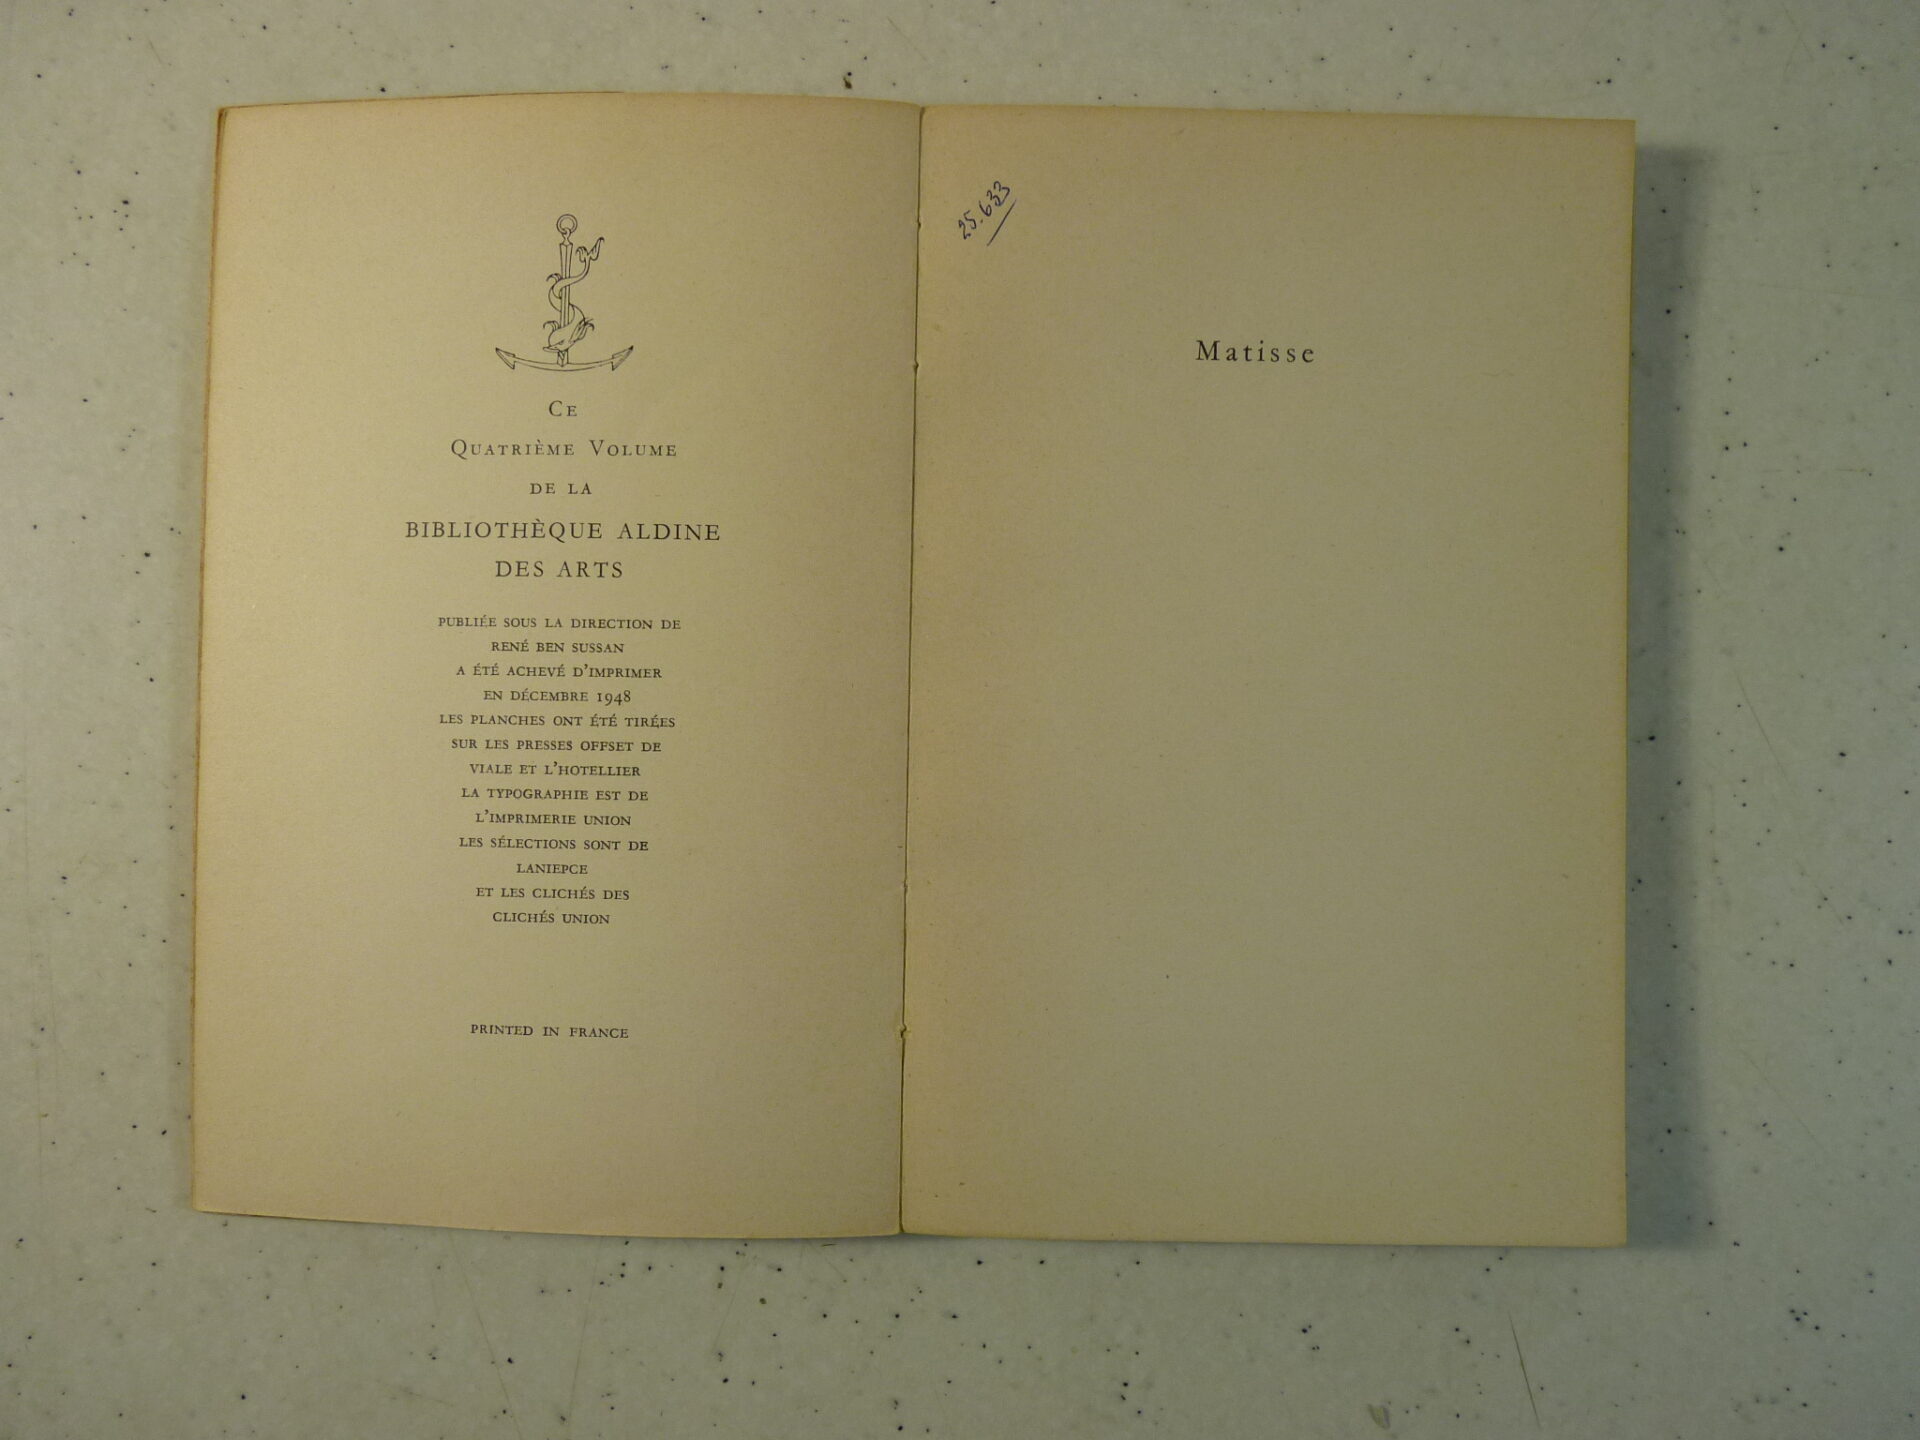 Ce
Quatrième Volume
de la
BIBLIOTHÈQUE ALDINE
DES ARTS
PUBLIÉE SOUS LA DIRECTION DE
RENÉ BEN SUSSAN
A ÉTÉ ACHEVÉ D'IMPRIMER
EN DÉCEMBRE 1948
LES PLANCHES ONT ÉTÉ TIRÉES
SUR LES PRESSES OFFSET DE
VIALE ET L'HOTELLIER
LA TYPOGRAPHIE EST DE
L'IMPRIMERIE UNION
LES SÉLECTIONS SONT DE
LANIEPCE
ET LES CLICHÉS DES
CLICHÉS UNION
PRINTED IN FRANCE
25.633
Matisse